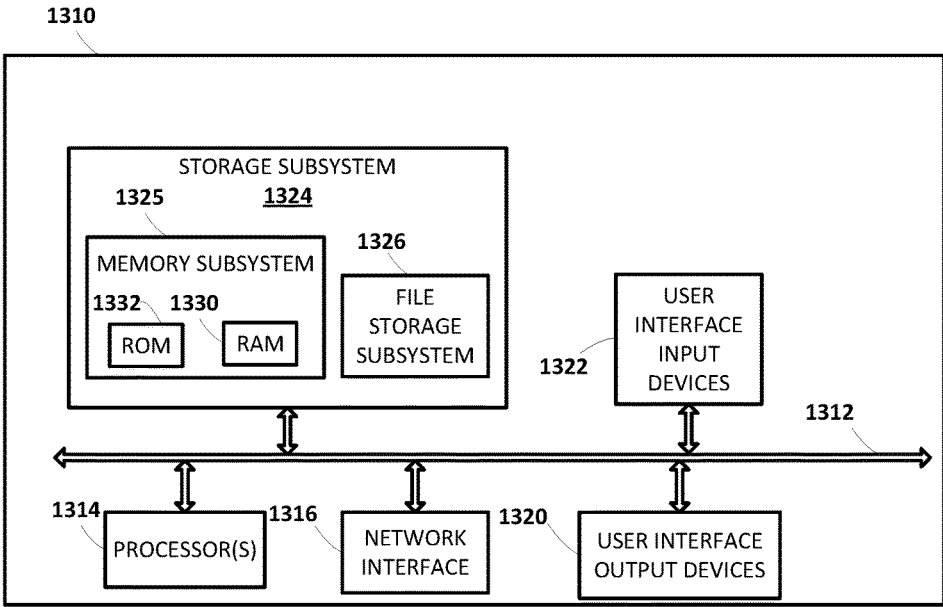 1310
STORAGE SUBSYSTEM
1324
1325
MEMORY SUBSYSTEM
1332
1330
ROM
RAM
1326
FILE
STORAGE
SUBSYSTEM
USER
INTERFACE
INPUT
DEVICES
1322
1312
1314
PROCESSOR(S)
1316
NETWORK
INTERFACE
1320
USER INTERFACE
OUTPUT DEVICES